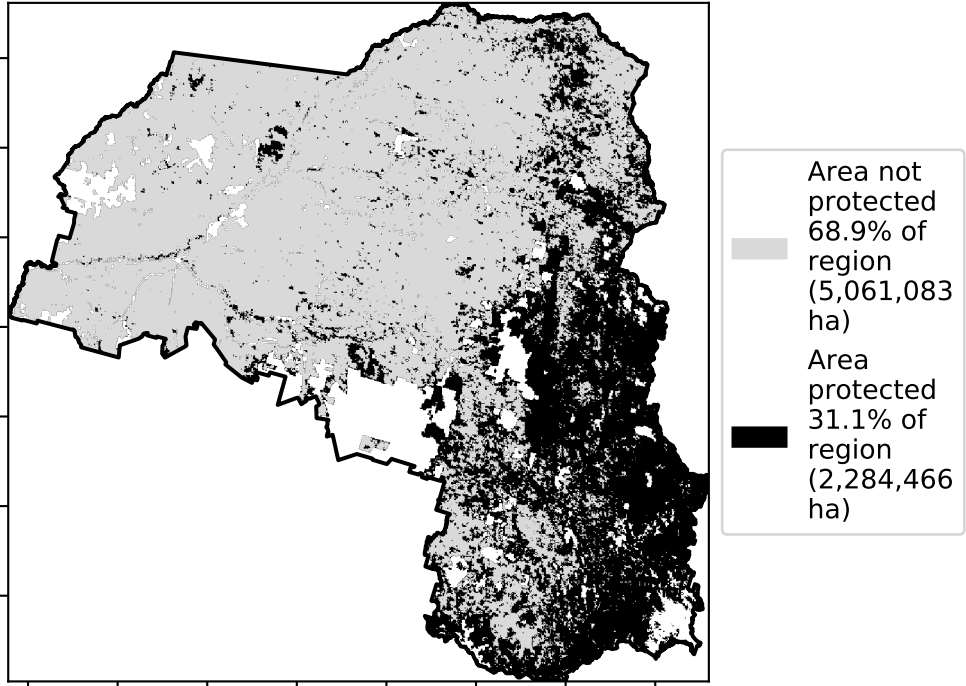 Area not
protected
68.9% of
region
(5,061,083
ha)
Area
protected
31.1% of
region
(2,284,466
ha)